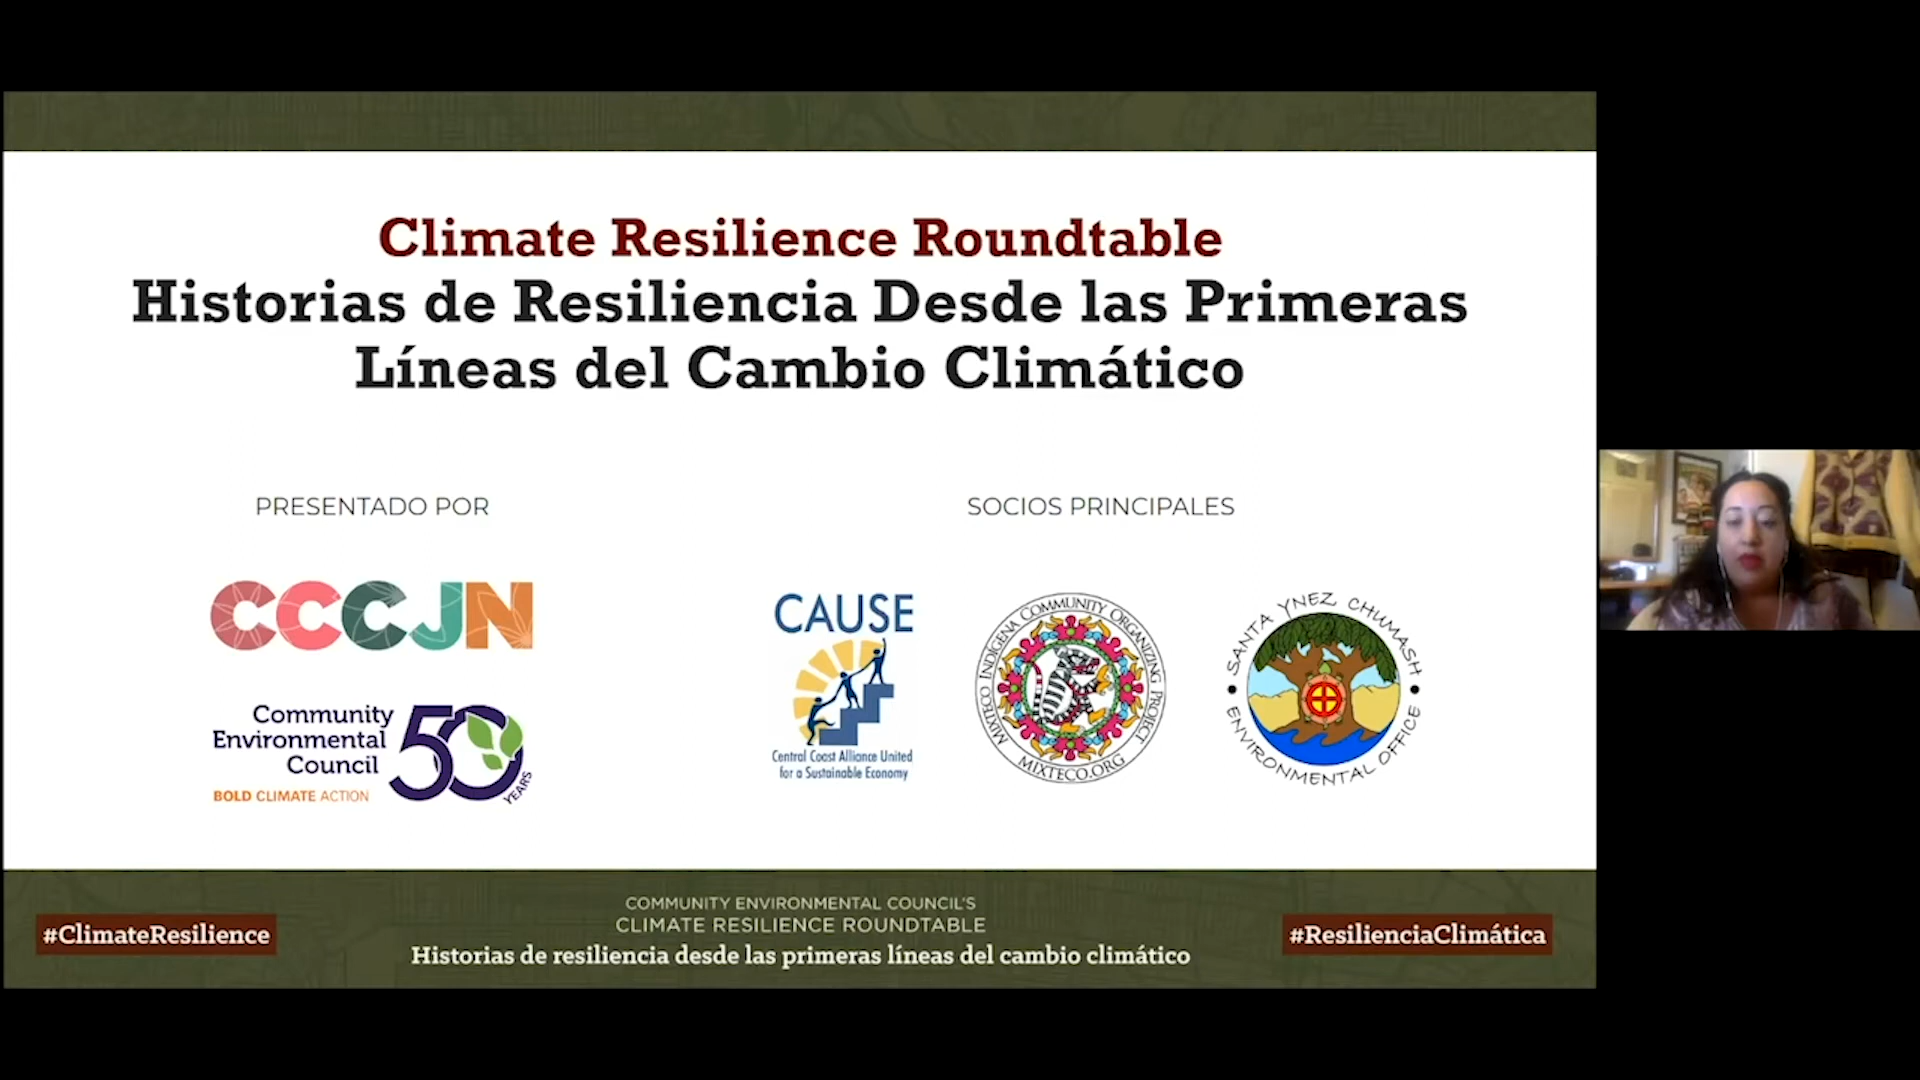 Climate Resilience Roundtable
Historias de Resiliencia Desde las Primeras
Líneas del Cambio Climático
PRESENTADO POR
SOCIOS PRINCIPALES
CCCJN
Community
Environmental
Council
BOLD CLIMATE ACTION
50
YEARS
CAUSE
Central Coast Alliance United
for a Sustainable Economy
MIXTECO INDÍGENA COMMUNITY ORGANIZING PROJECT
MIXTECO.ORG
SANTA YNEZ CHUMASH
ENVIRONMENTAL OFFICE
#ClimateResilience
COMMUNITY ENVIRONMENTAL COUNCIL'S
CLIMATE RESILIENCE ROUNDTABLE
Historias de resiliencia desde las primeras líneas del cambio climático
#ResilienciaClimática